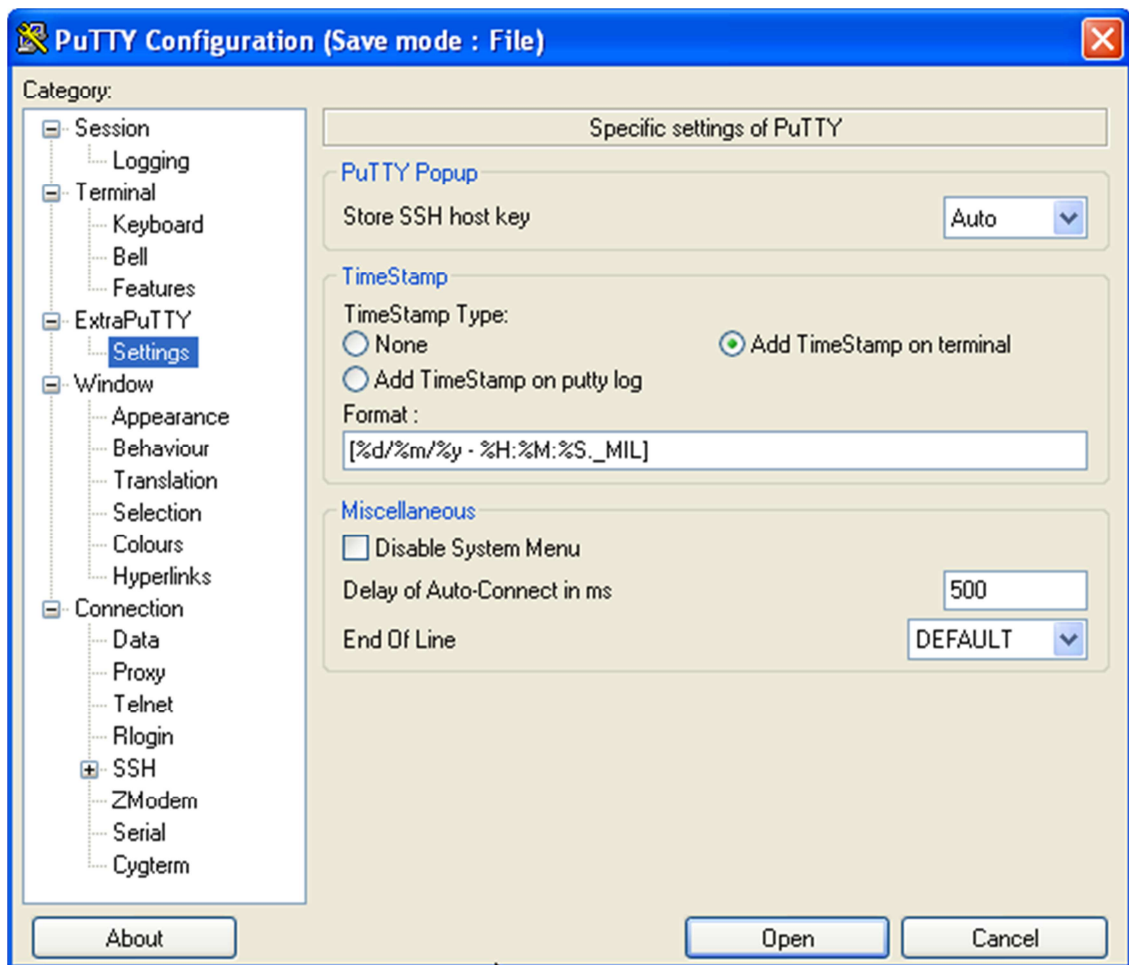 PuTTY Configuration (Save mode : File)
Category:
Session
Logging
Terminal
Keyboard
Bell
Features
ExtraPuTTY
Settings
Window
Appearance
Behaviour
Translation
Selection
Colours
Hyperlinks
Connection
Data
Proxy
Telnet
Rlogin
SSH
ZModem
Serial
Cygterm
Specific settings of PuTTY
PuTTY Popup
Store SSH host key Auto
TimeStamp
TimeStamp Type:
None Add TimeStamp on terminal
Add TimeStamp on putty log
Format :
[%d/%m/%y - %H:%M:%S._MIL]
Miscellaneous
Disable System Menu
Delay of Auto-Connect in ms 500
End Of Line DEFAULT
About Open Cancel